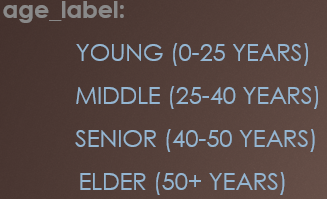 age_label:
YOUNG (0-25 YEARS)
MIDDLE (25-40 YEARS)
SENIOR (40-50 YEARS)
ELDER (50+ YEARS)